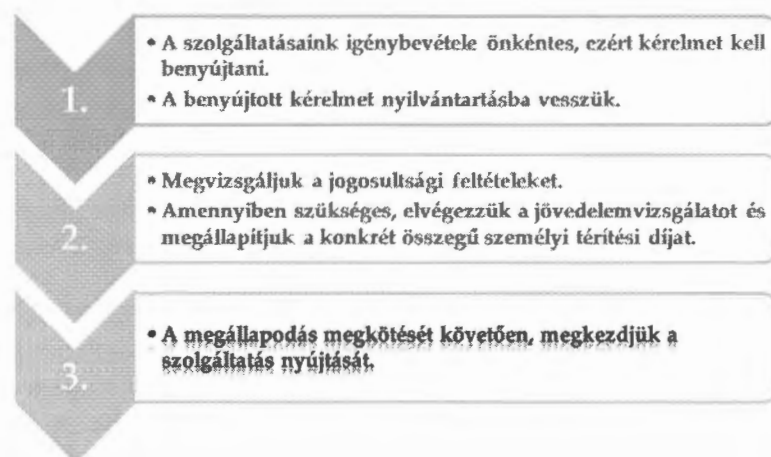 1.
• A szolgáltatásaink igénybevétele önkéntes, ezért kérelmet kell
benyújtani.
• A benyújtott kérelmet nyilvántartásba vesszük.
2.
• Megvizsgáljuk a jogosultsági feltételeket.
• Amennyiben szükséges, elvégezzük a jövedelemvizsgálatot és
megállapítjuk a konkrét összegű személyi térítési díjat.
3.
• A megállapodás megkötését követően, megkezdjük a
szolgáltatás nyújtását.